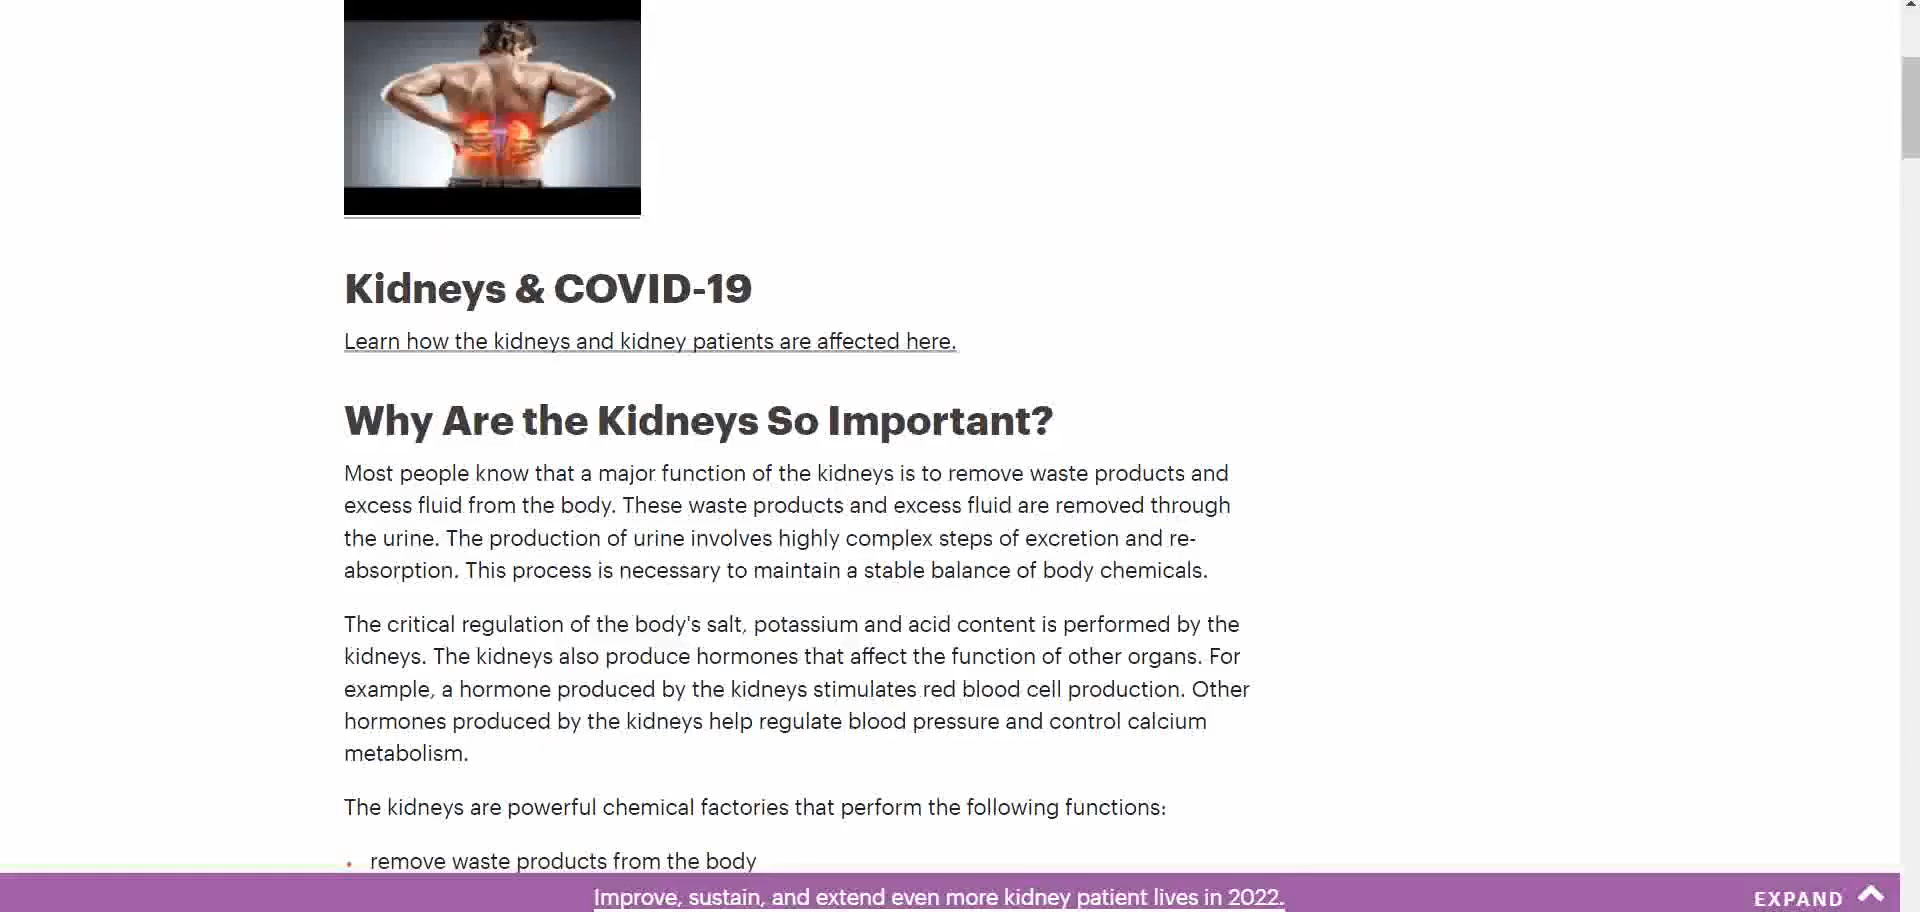 Kidneys & COVID-19
Learn how the kidneys and kidney patients are affected here.
Why Are the Kidneys So Important?
Most people know that a major function of the kidneys is to remove waste products and
excess fluid from the body. These waste products and excess fluid are removed through
the urine. The production of urine involves highly complex steps of excretion and re-
absorption. This process is necessary to maintain a stable balance of body chemicals.
The critical regulation of the body's salt, potassium and acid content is performed by the
kidneys. The kidneys also produce hormones that affect the function of other organs. For
example, a hormone produced by the kidneys stimulates red blood cell production. Other
hormones produced by the kidneys help regulate blood pressure and control calcium
metabolism.
The kidneys are powerful chemical factories that perform the following functions:
• remove waste products from the body
Improve, sustain, and extend even more kidney patient lives in 2022.
EXPAND